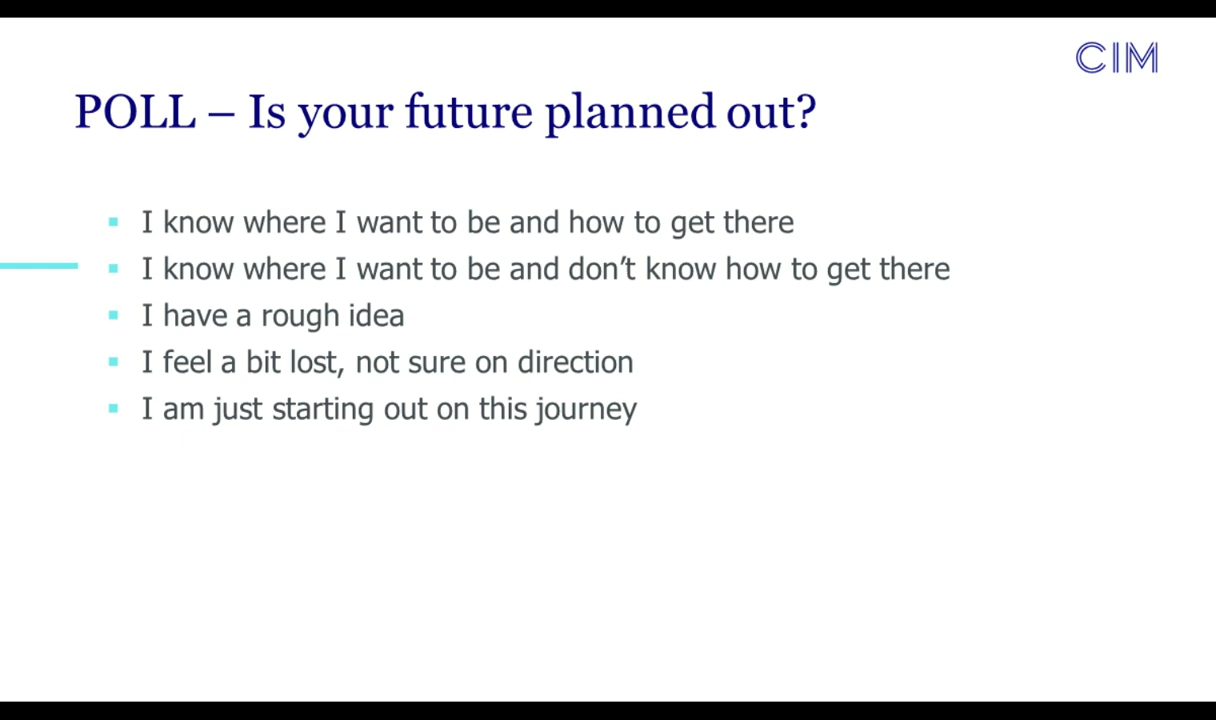 CIM
POLL – Is your future planned out?
▪ I know where I want to be and how to get there
▪ I know where I want to be and don’t know how to get there
▪ I have a rough idea
▪ I feel a bit lost, not sure on direction
▪ I am just starting out on this journey